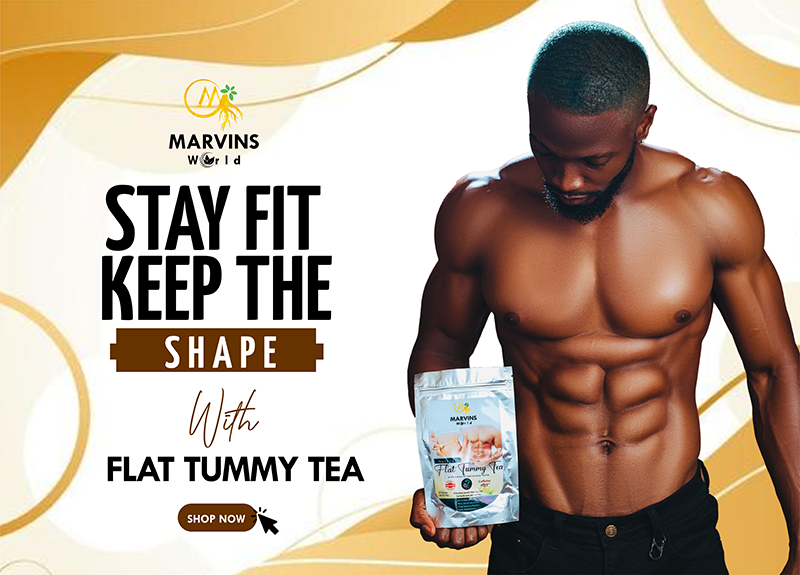 MARVINS
World
STAY FIT
KEEP THE
SHAPE
With
FLAT TUMMY TEA
SHOP NOW
MARVINS
World
Flat Tummy Tea